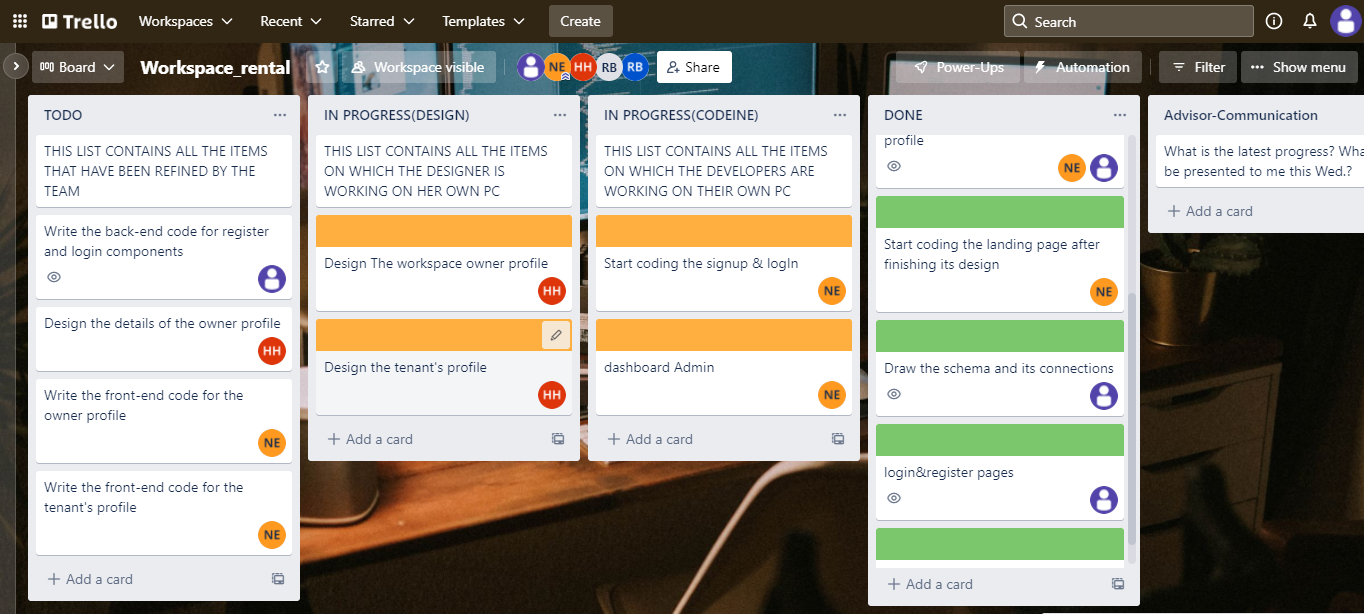 Trello
Workspaces
Recent
Starred
Templates
Create
Search
Board
Workspace_rental
Workspace visible
NE
HH
RB
RB
Share
Power-Ups
Automation
Filter
Show menu
TODO
THIS LIST CONTAINS ALL THE ITEMS
THAT HAVE BEEN REFINED BY THE
TEAM
Write the back-end code for register
and login components
Design the details of the owner profile
HH
Write the front-end code for the
owner profile
NE
Write the front-end code for the
tenant's profile
NE
Add a card
IN PROGRESS(DESIGN)
THIS LIST CONTAINS ALL THE ITEMS
ON WHICH THE DESIGNER IS
WORKING ON HER OWN PC
Design The workspace owner profile
HH
Design the tenant's profile
HH
Add a card
IN PROGRESS(CODEINE)
THIS LIST CONTAINS ALL THE ITEMS
ON WHICH THE DEVELOPERS ARE
WORKING ON THEIR OWN PC
Start coding the signup & logIn
NE
dashboard Admin
NE
Add a card
DONE
profile
NE
Start coding the landing page after
finishing its design
NE
Draw the schema and its connections
login&register pages
Add a card
Advisor-Communication
What is the latest progress?
be presented to me this Wed.?
Add a card